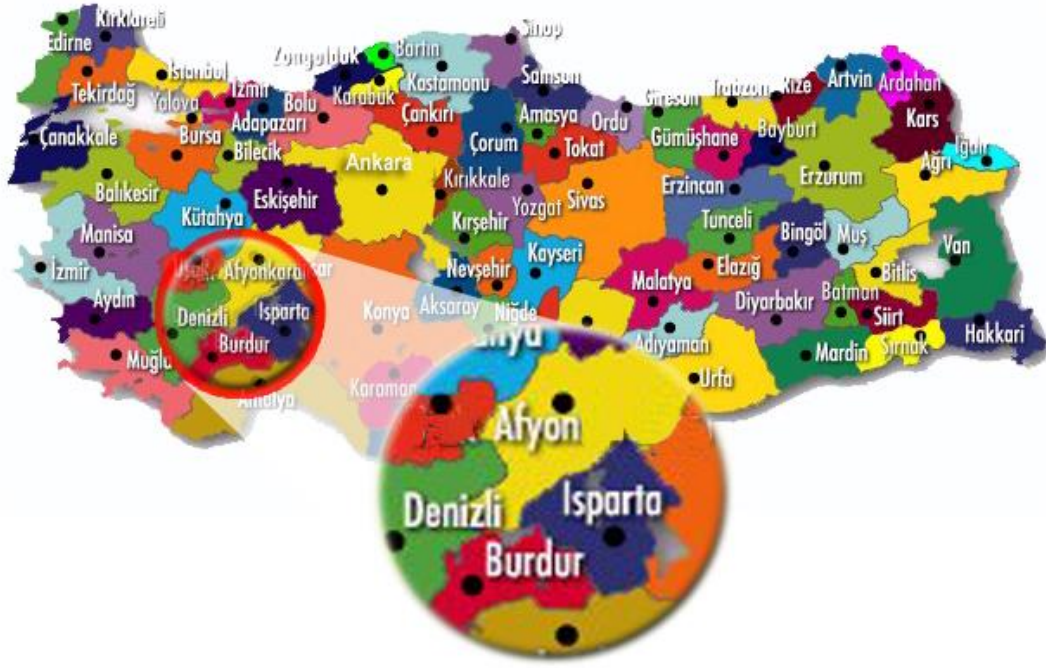 Kırklareli
Edirne
Tekirdağ
İstanbul
Yalova
İzmit
Adapazarı
Bolu
Zonguldak
Bartın
Karabük
Kastamonu
Sinop
Samsun
Çankırı
Çorum
Amasya
Ordu
Giresun
Trabzon
Rize
Artvin
Ardahan
Kars
Iğdır
Ağrı
Çanakkale
Bursa
Bilecik
Balıkesir
Kütahya
Eskişehir
Ankara
Kırıkkale
Yozgat
Tokat
Sivas
Gümüşhane
Bayburt
Erzincan
Erzurum
Manisa
Kırşehir
Kayseri
Tunceli
Bingöl
Muş
Van
İzmir
Uşak
Afyonkara
sar
Nevşehir
Malatya
Elazığ
Bitlis
Aydın
Denizli
Isparta
Konya
Aksaray
Niğde
Diyarbakır
Batman
Siirt
Hakkari
Muğla
Burdur
Karaman
Adıyaman
Urfa
Mardin
Şırnak
Antalya
Afyon
Denizli
Isparta
Burdur